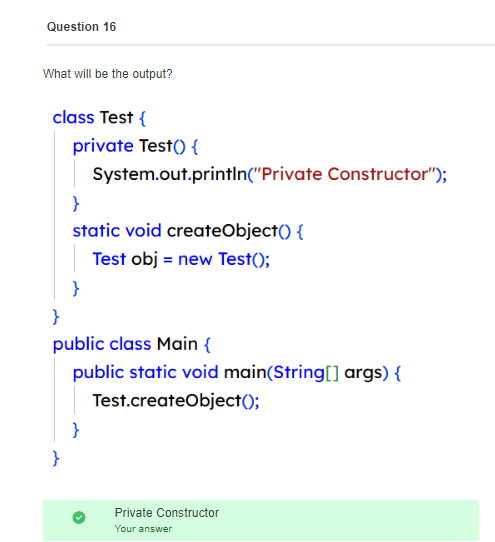 Question 16
What will be the output?
class Test {
private Test() {
System.out.println("Private Constructor");
}
static void createObject() {
Test obj = new Test();
}
}
public class Main {
public static void main(String[] args) {
Test.createObject();
}
}
Private Constructor
Your answer